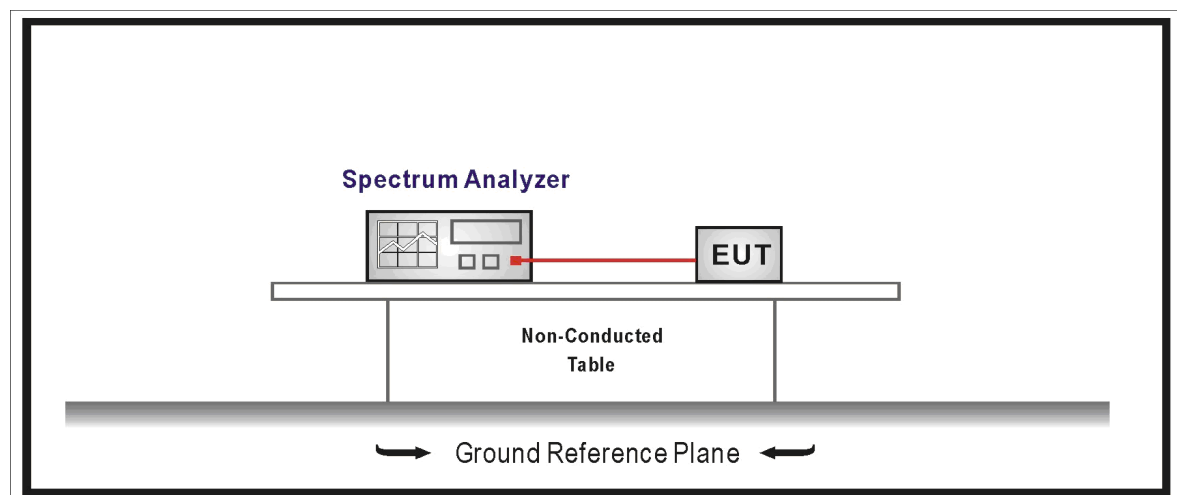 Spectrum Analyzer
EUT
Non-Conducted
Table
Ground Reference Plane